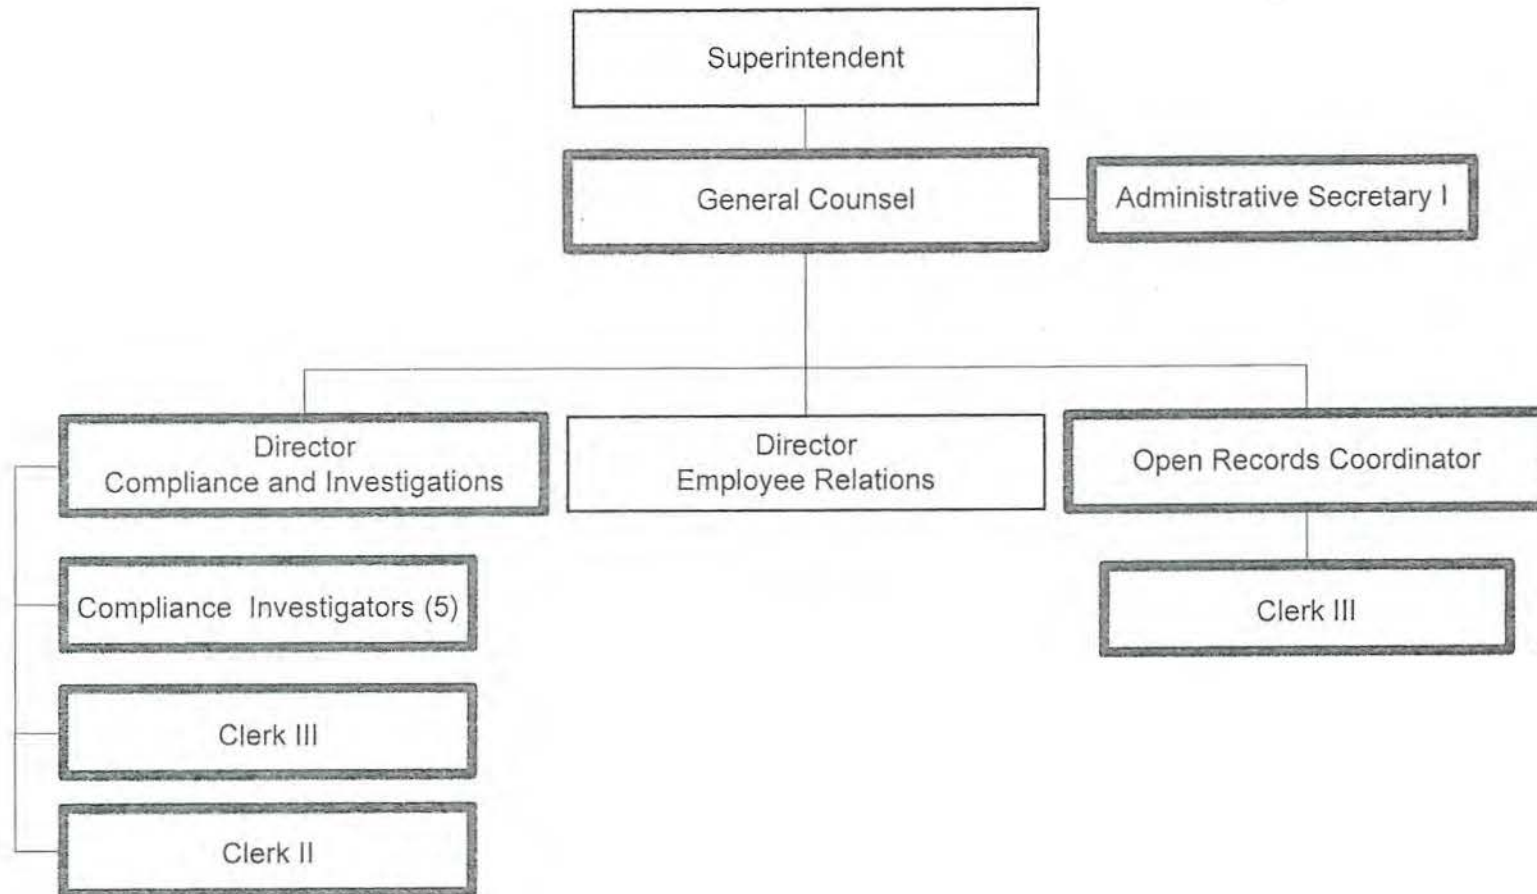 Superintendent
General Counsel
Administrative Secretary I
Director
Compliance and Investigations
Director
Employee Relations
Open Records Coordinator
Compliance Investigators (5)
Clerk III
Clerk III
Clerk II